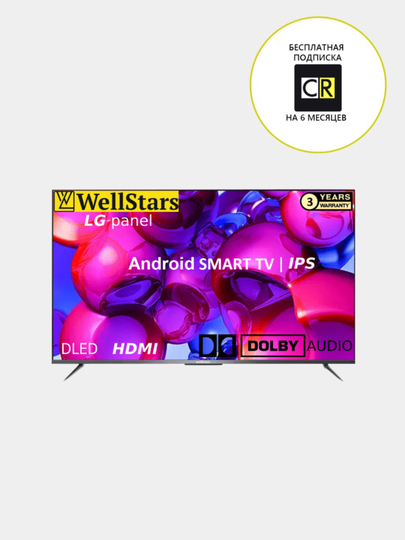 БЕСПЛАТНАЯ
ПОДПИСКА
CR
НА 6 МЕСЯЦЕВ
W WellStars
3 YEARS
WARRANTY
LG-panel
Android SMART TV | IPS
DLED HDMI DOLBY AUDIO